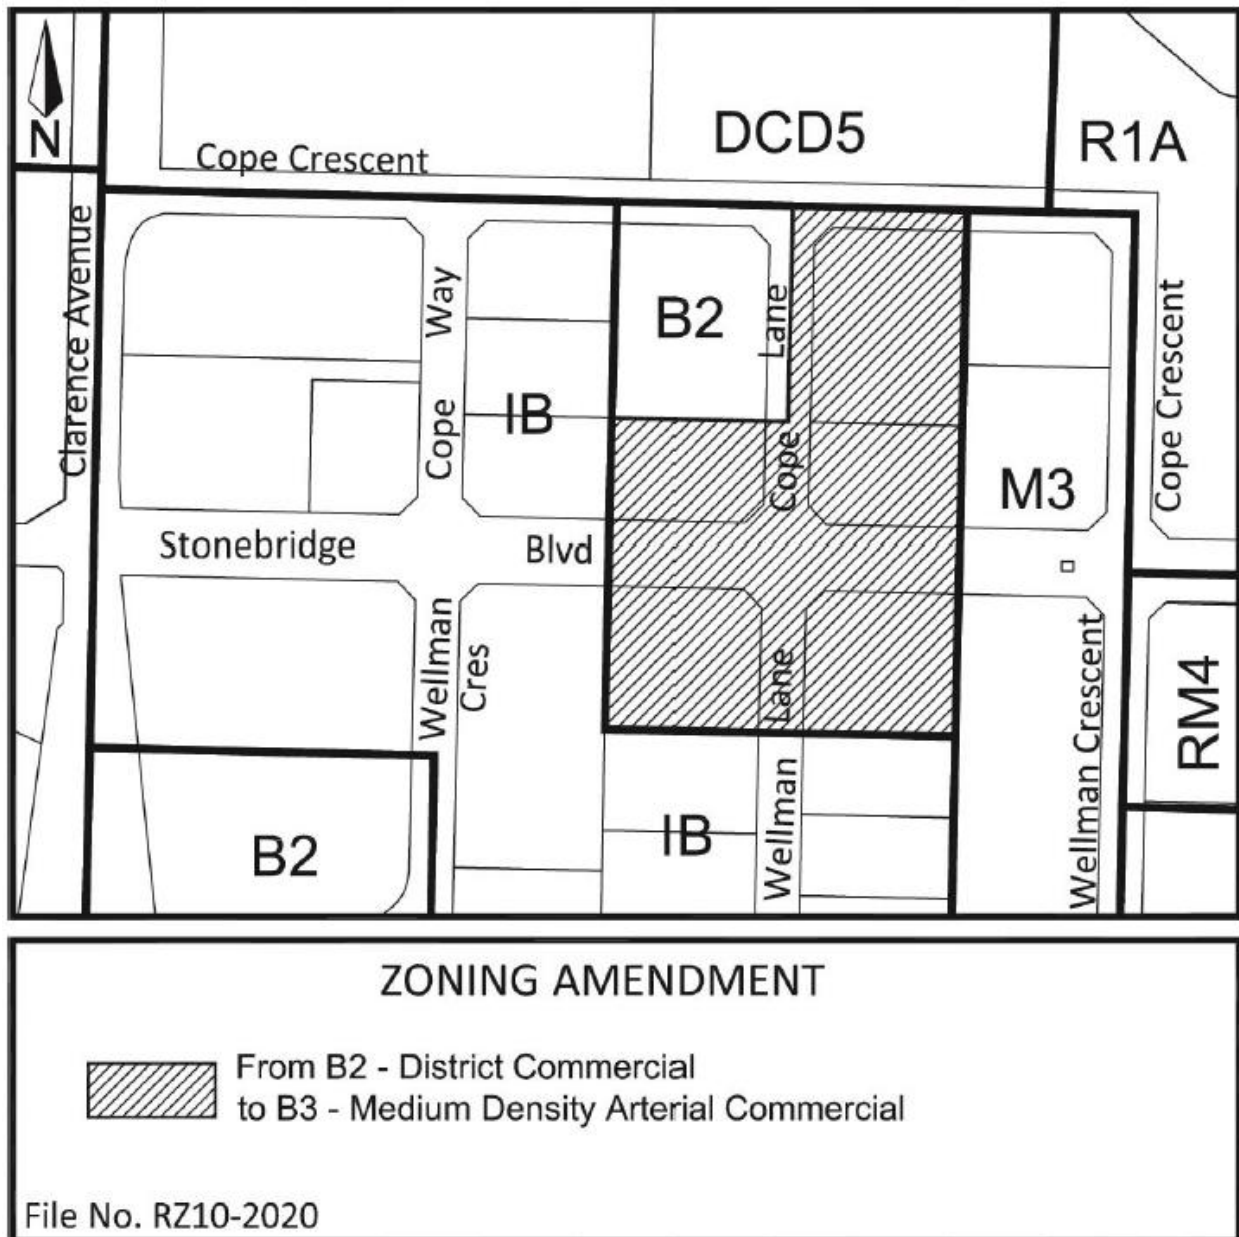 N
Cope Crescent
DCD5
R1A
Clarence Avenue
Cope Way
IB
B2
Cope Lane
M3
Cope Crescent
Stonebridge Blvd
Wellman Cres
Wellman Lane
Wellman Crescent
RM4
B2
IB
ZONING AMENDMENT
From B2 - District Commercial
to B3 - Medium Density Arterial Commercial
File No. RZ10-2020